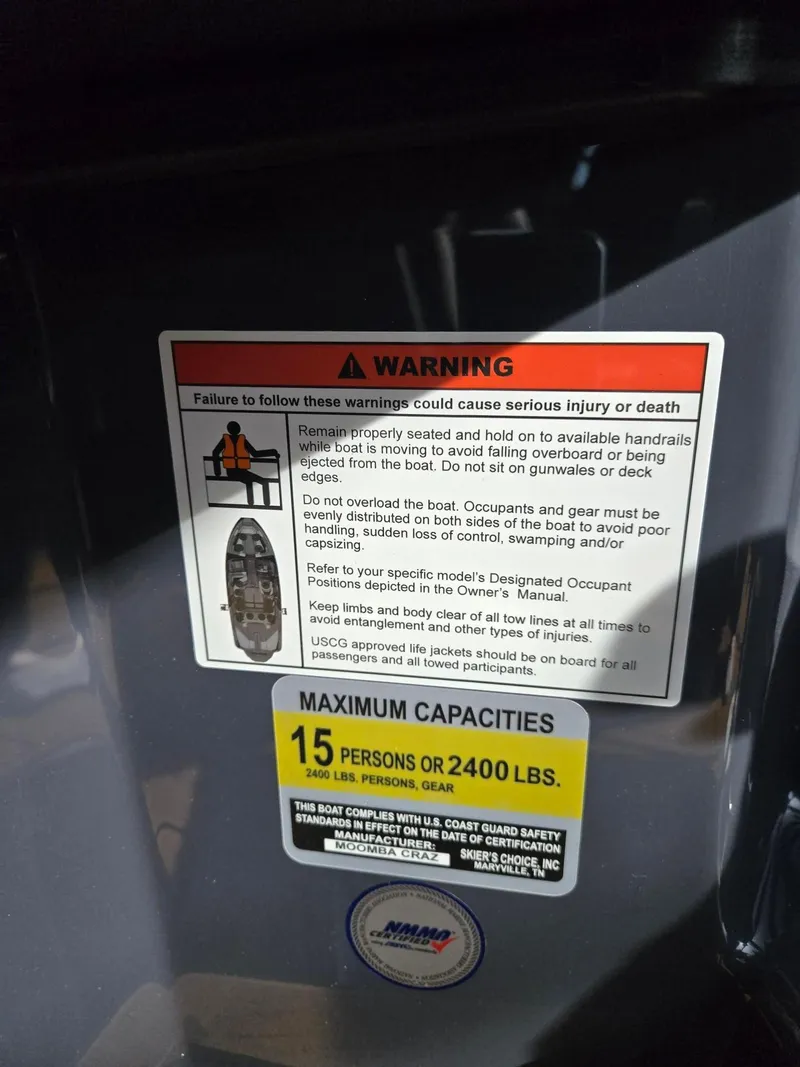 WARNING
Failure to follow these warnings could cause serious injury or death
Remain properly seated and hold on to available handrails
while boat is moving to avoid falling overboard or being
ejected from the boat. Do not sit on gunwales or deck
edges.
Do not overload the boat. Occupants and gear must be
evenly distributed on both sides of the boat to avoid poor
handling, sudden loss of control, swamping and/or
capsizing.
Refer to your specific model's Designated Occupant
Positions depicted in the Owner's Manual.
Keep limbs and body clear of all tow lines at all times to
avoid entanglement and other types of injuries.
USCG approved life jackets should be on board for all
passengers and all towed participants.
MAXIMUM CAPACITIES
15 PERSONS OR 2400 LBS.
2400 LBS. PERSONS, GEAR
THIS BOAT COMPLIES WITH U.S. COAST GUARD SAFETY
STANDARDS IN EFFECT ON THE DATE OF CERTIFICATION
MANUFACTURER:
MOOMBA CRAZ
SKIER'S CHOICE, INC
MARYVILLE, TN
NMMA
CERTIFIED